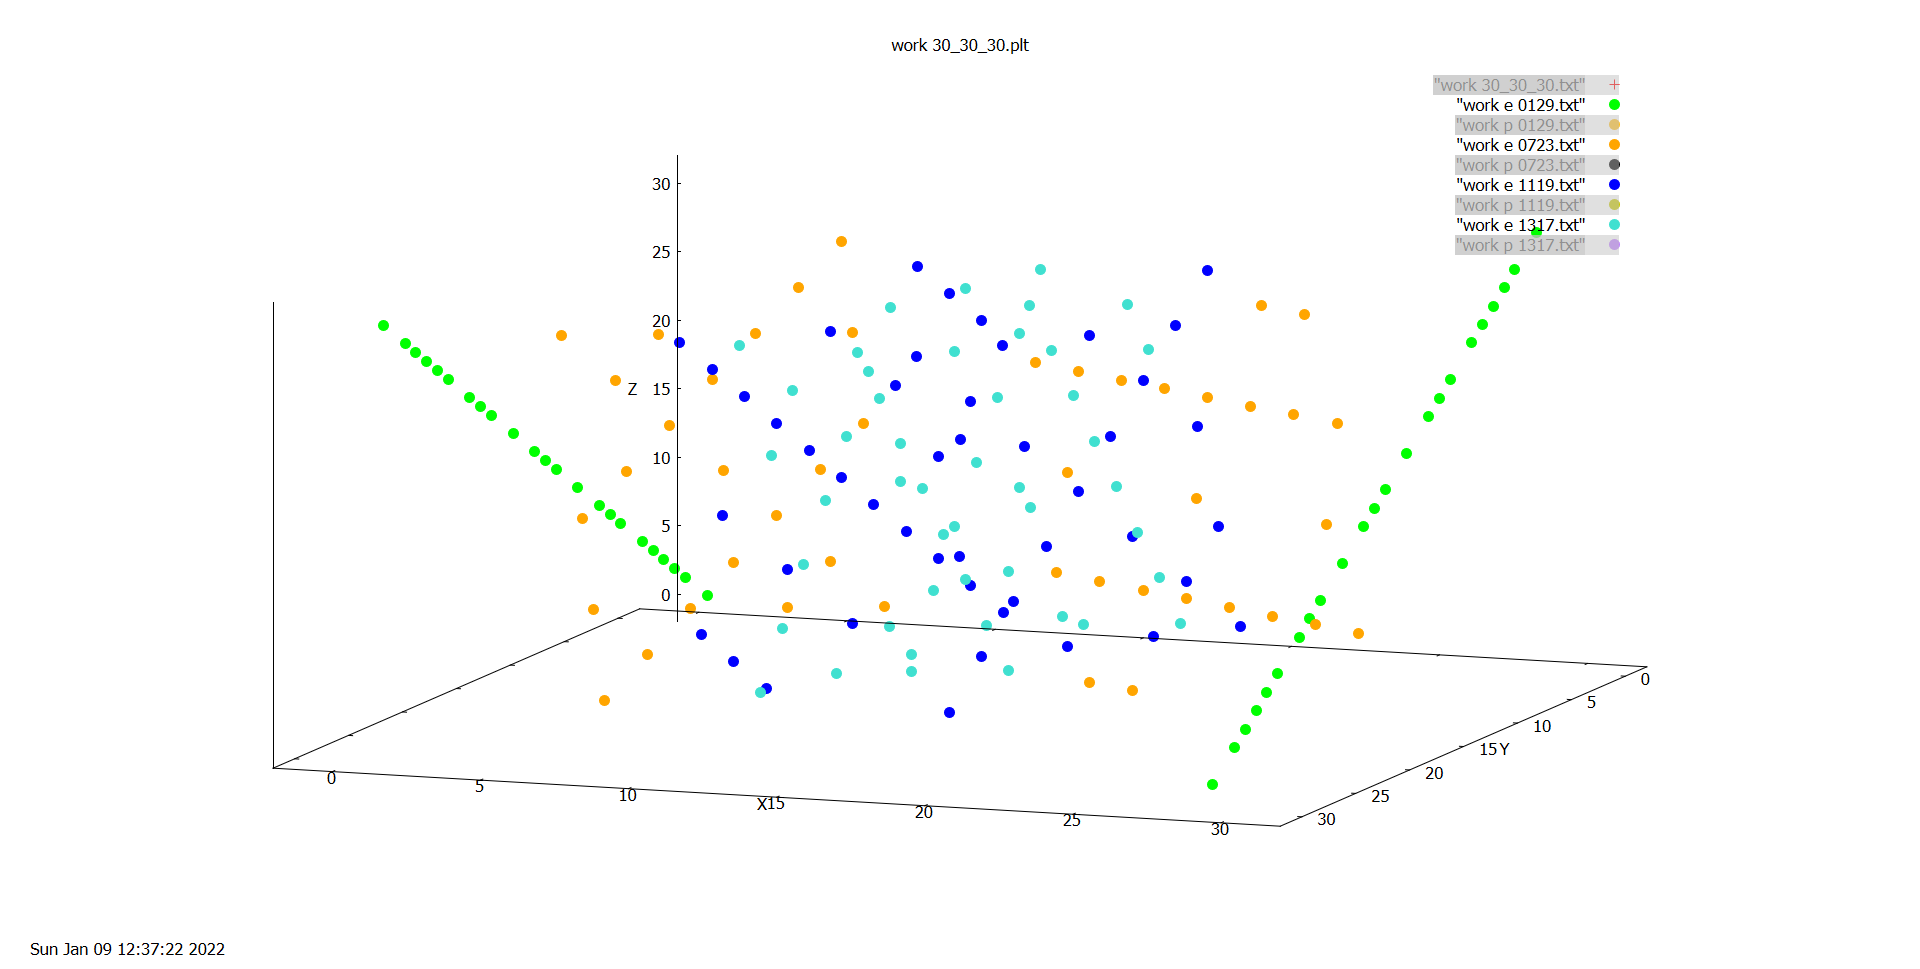 work 30_30_30.plt
"work 30_30_30.txt"
"work e 0129.txt"
"work p 0129.txt"
"work e 0723.txt"
"work p 0723.txt"
"work e 1119.txt"
"work p 1119.txt"
"work e 1317.txt"
"work p 1317.txt"
30
25
20
Z 15
10
5
0
0
5
10
15 Y
20
25
30
0
5
10
X 15
20
25
30
Sun Jan 09 12:37:22 2022